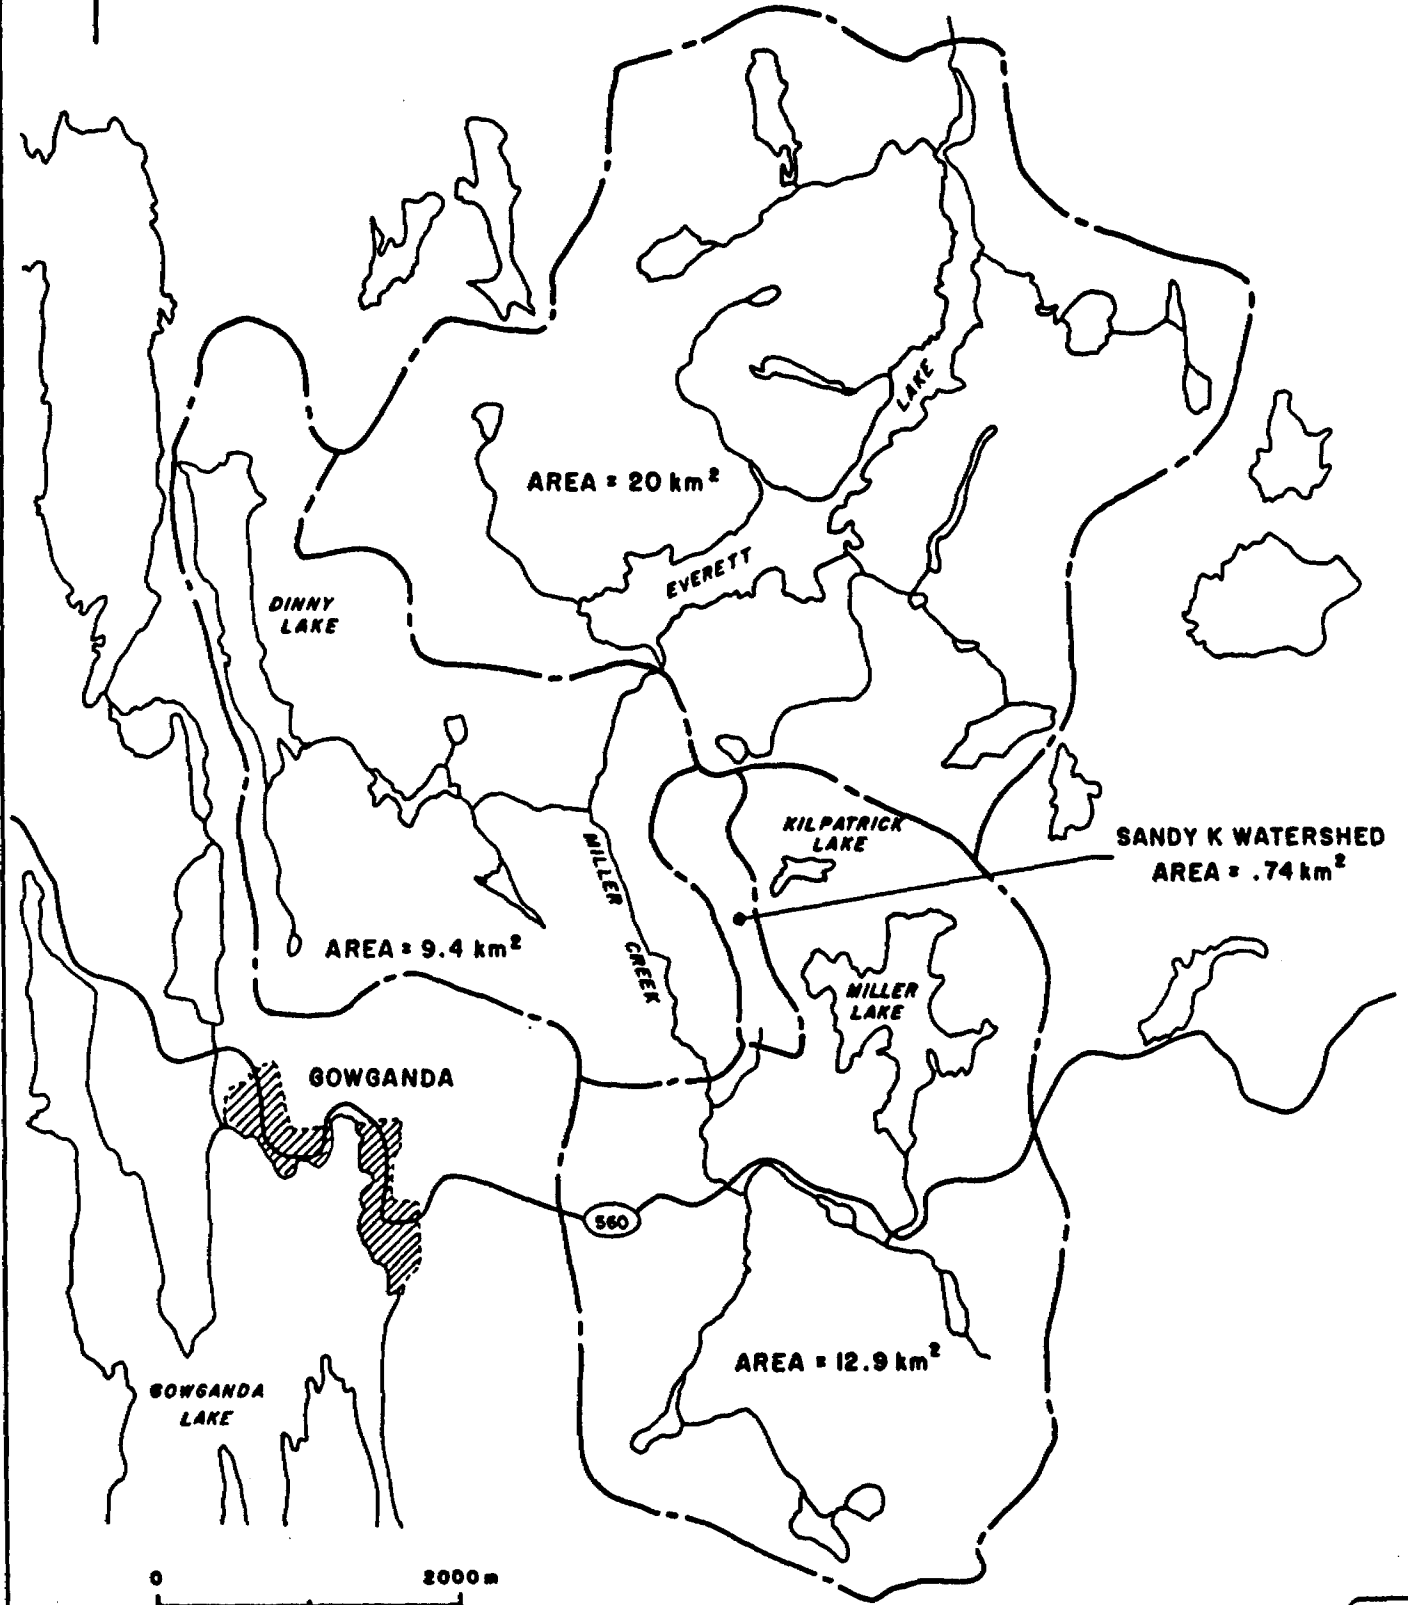 LAKE
AREA = 20 km²
EVERETT
DINNY
LAKE
KILPATRICK
LAKE
SANDY K WATERSHED
AREA = .74 km²
MILLER
CREEK
AREA = 9.4 km²
MILLER
LAKE
GOWGANDA
560
AREA = 12.9 km²
GOWGANDA
LAKE
0 2000 m